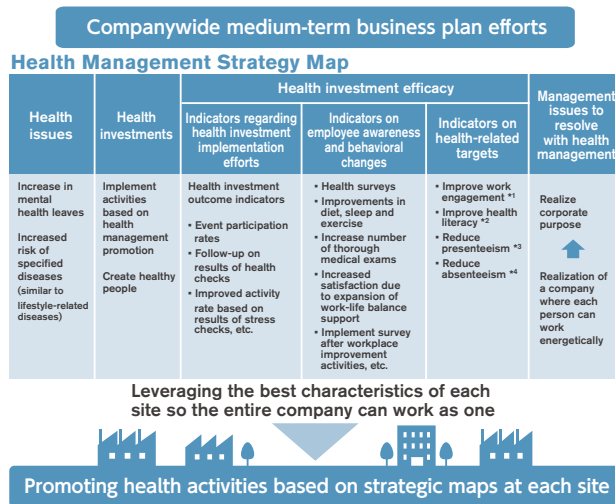 Companywide medium-term business plan efforts
Health Management Strategy Map
Health
issues
Health
investments
Health investment efficacy
Indicators regarding
health investment
implementation
efforts
Indicators on
employee awareness
and behavioral
changes
Indicators on
health-related
targets
Management
issues to
resolve
with health
management
Increase in
mental
health leaves
Increased
risk of
specified
diseases
(similar to
lifestyle-related
diseases)
Implement
activities
based on
health
management
promotion
Create healthy
people
Health investment
outcome indicators
• Event participation
rates
• Follow-up on
results of health
checks
• Improved activity
rate based on
results of stress
checks, etc.
• Health surveys
• Improvements in
diet, sleep and
exercise
• Increase number
of thorough
medical exams
• Increased
satisfaction due
to expansion of
work-life balance
support
• Implement survey
after workplace
improvement
activities, etc.
• Improve work
engagement *1
• Improve health
literacy *2
• Reduce
presenteeism *3
• Reduce
absenteeism *4
Realize
corporate
purpose
Realization of
a company
where each
person can
work
energetically
Leveraging the best characteristics of each
site so the entire company can work as one
Promoting health activities based on strategic maps at each site